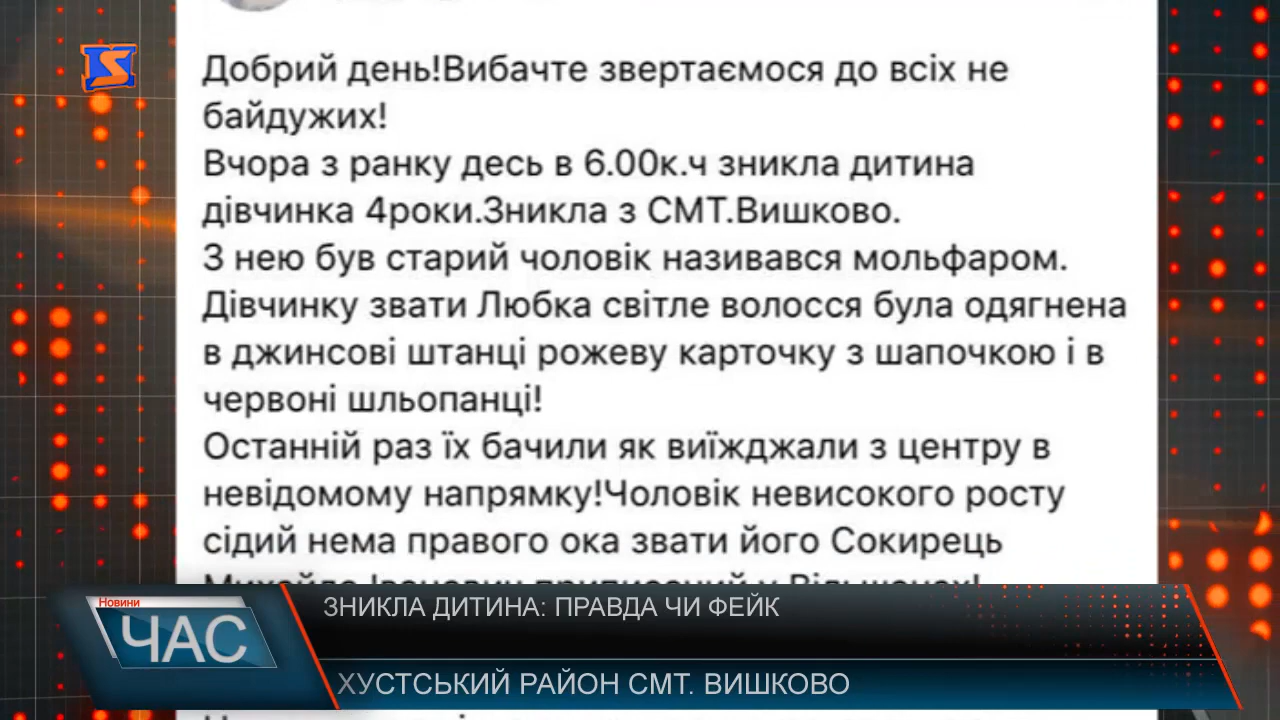 Добрий день!Вибачте звертаємося до всіх не
байдужих!
Вчора з ранку десь в 6.00к.ч зникла дитина
дівчинка 4роки.Зникла з СМТ.Вишково.
З нею був старий чоловік називався мольфаром.
Дівчинку звати Любка світле волосся була одягнена
в джинсові штанці рожеву карточку з шапочкою і в
червоні шльопанці!
Останній раз їх бачили як виїжджали з центру в
невідомому напрямку!Чоловік невисокого росту
сідий нема правого ока звати його Сокирець
Новини
ЧАС
ЗНИКЛА ДИТИНА: ПРАВДА ЧИ ФЕЙК
ХУСТСЬКИЙ РАЙОН СМТ. ВИШКОВО